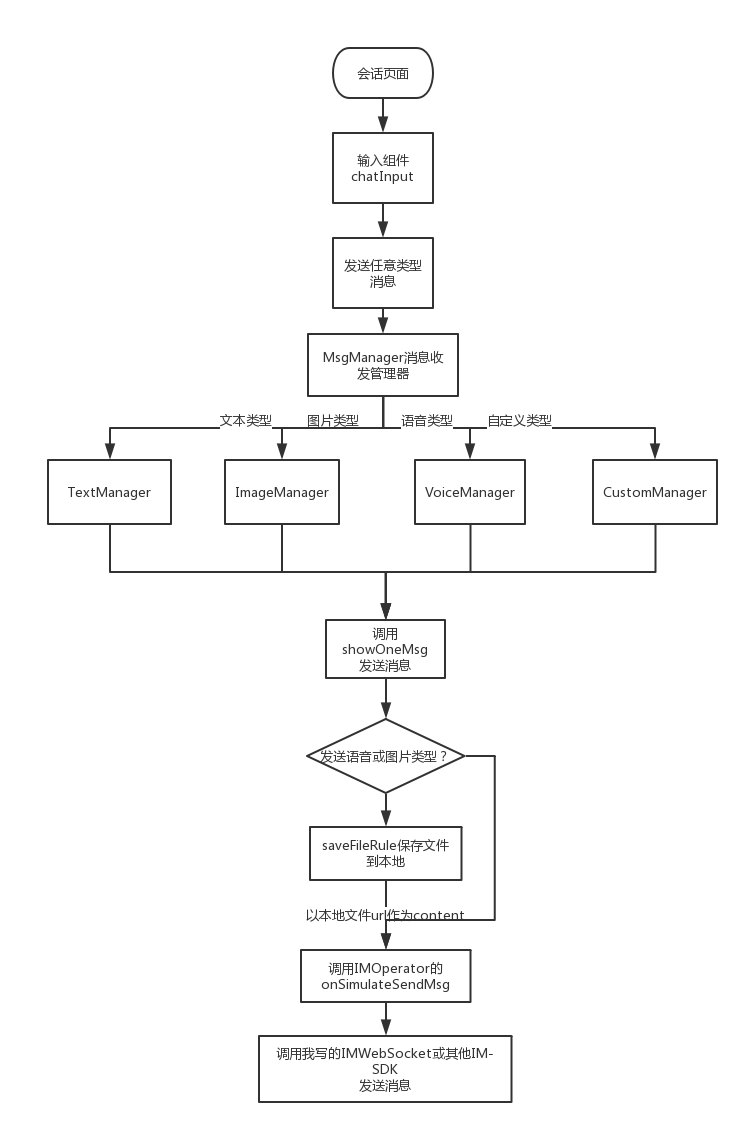 会话页面
输入组件
chatInput
发送任意类型
消息
MsgManager消息收
发管理器
文本类型
图片类型
语音类型
自定义类型
TextManager
ImageManager
VoiceManager
CustomManager
调用
showOneMsg
发送消息
发送语音或图片类型？
saveFileRule保存文件
到本地
以本地文件url作为content
调用IMOperator的
onSimulateSendMsg
调用我写的IMWebSocket或其他IM-
SDK
发送消息